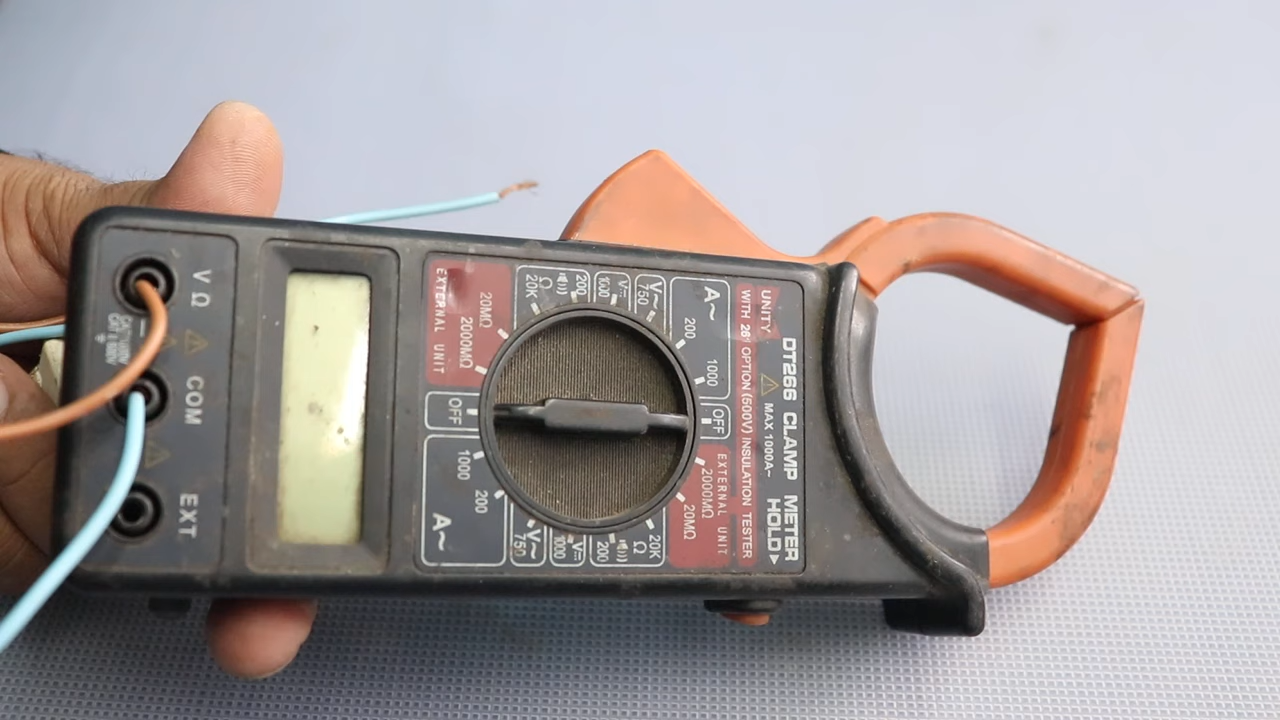 UNITY
WITH 26
OPTION (500V) INSULATION TESTER
DT266 CLAMP METER
MAX 1000A~
HOLD▶
A~
200
1000
OFF
EXTERNAL UNIT
2000MΩ
20MΩ
20K
Ω
200
1000
V⎓
750
V~
A~
200
1000
OFF
EXTERNAL UNIT
2000MΩ
20MΩ
20K
Ω
200
1000
V⎓
750
V~
V Ω
COM
EXT